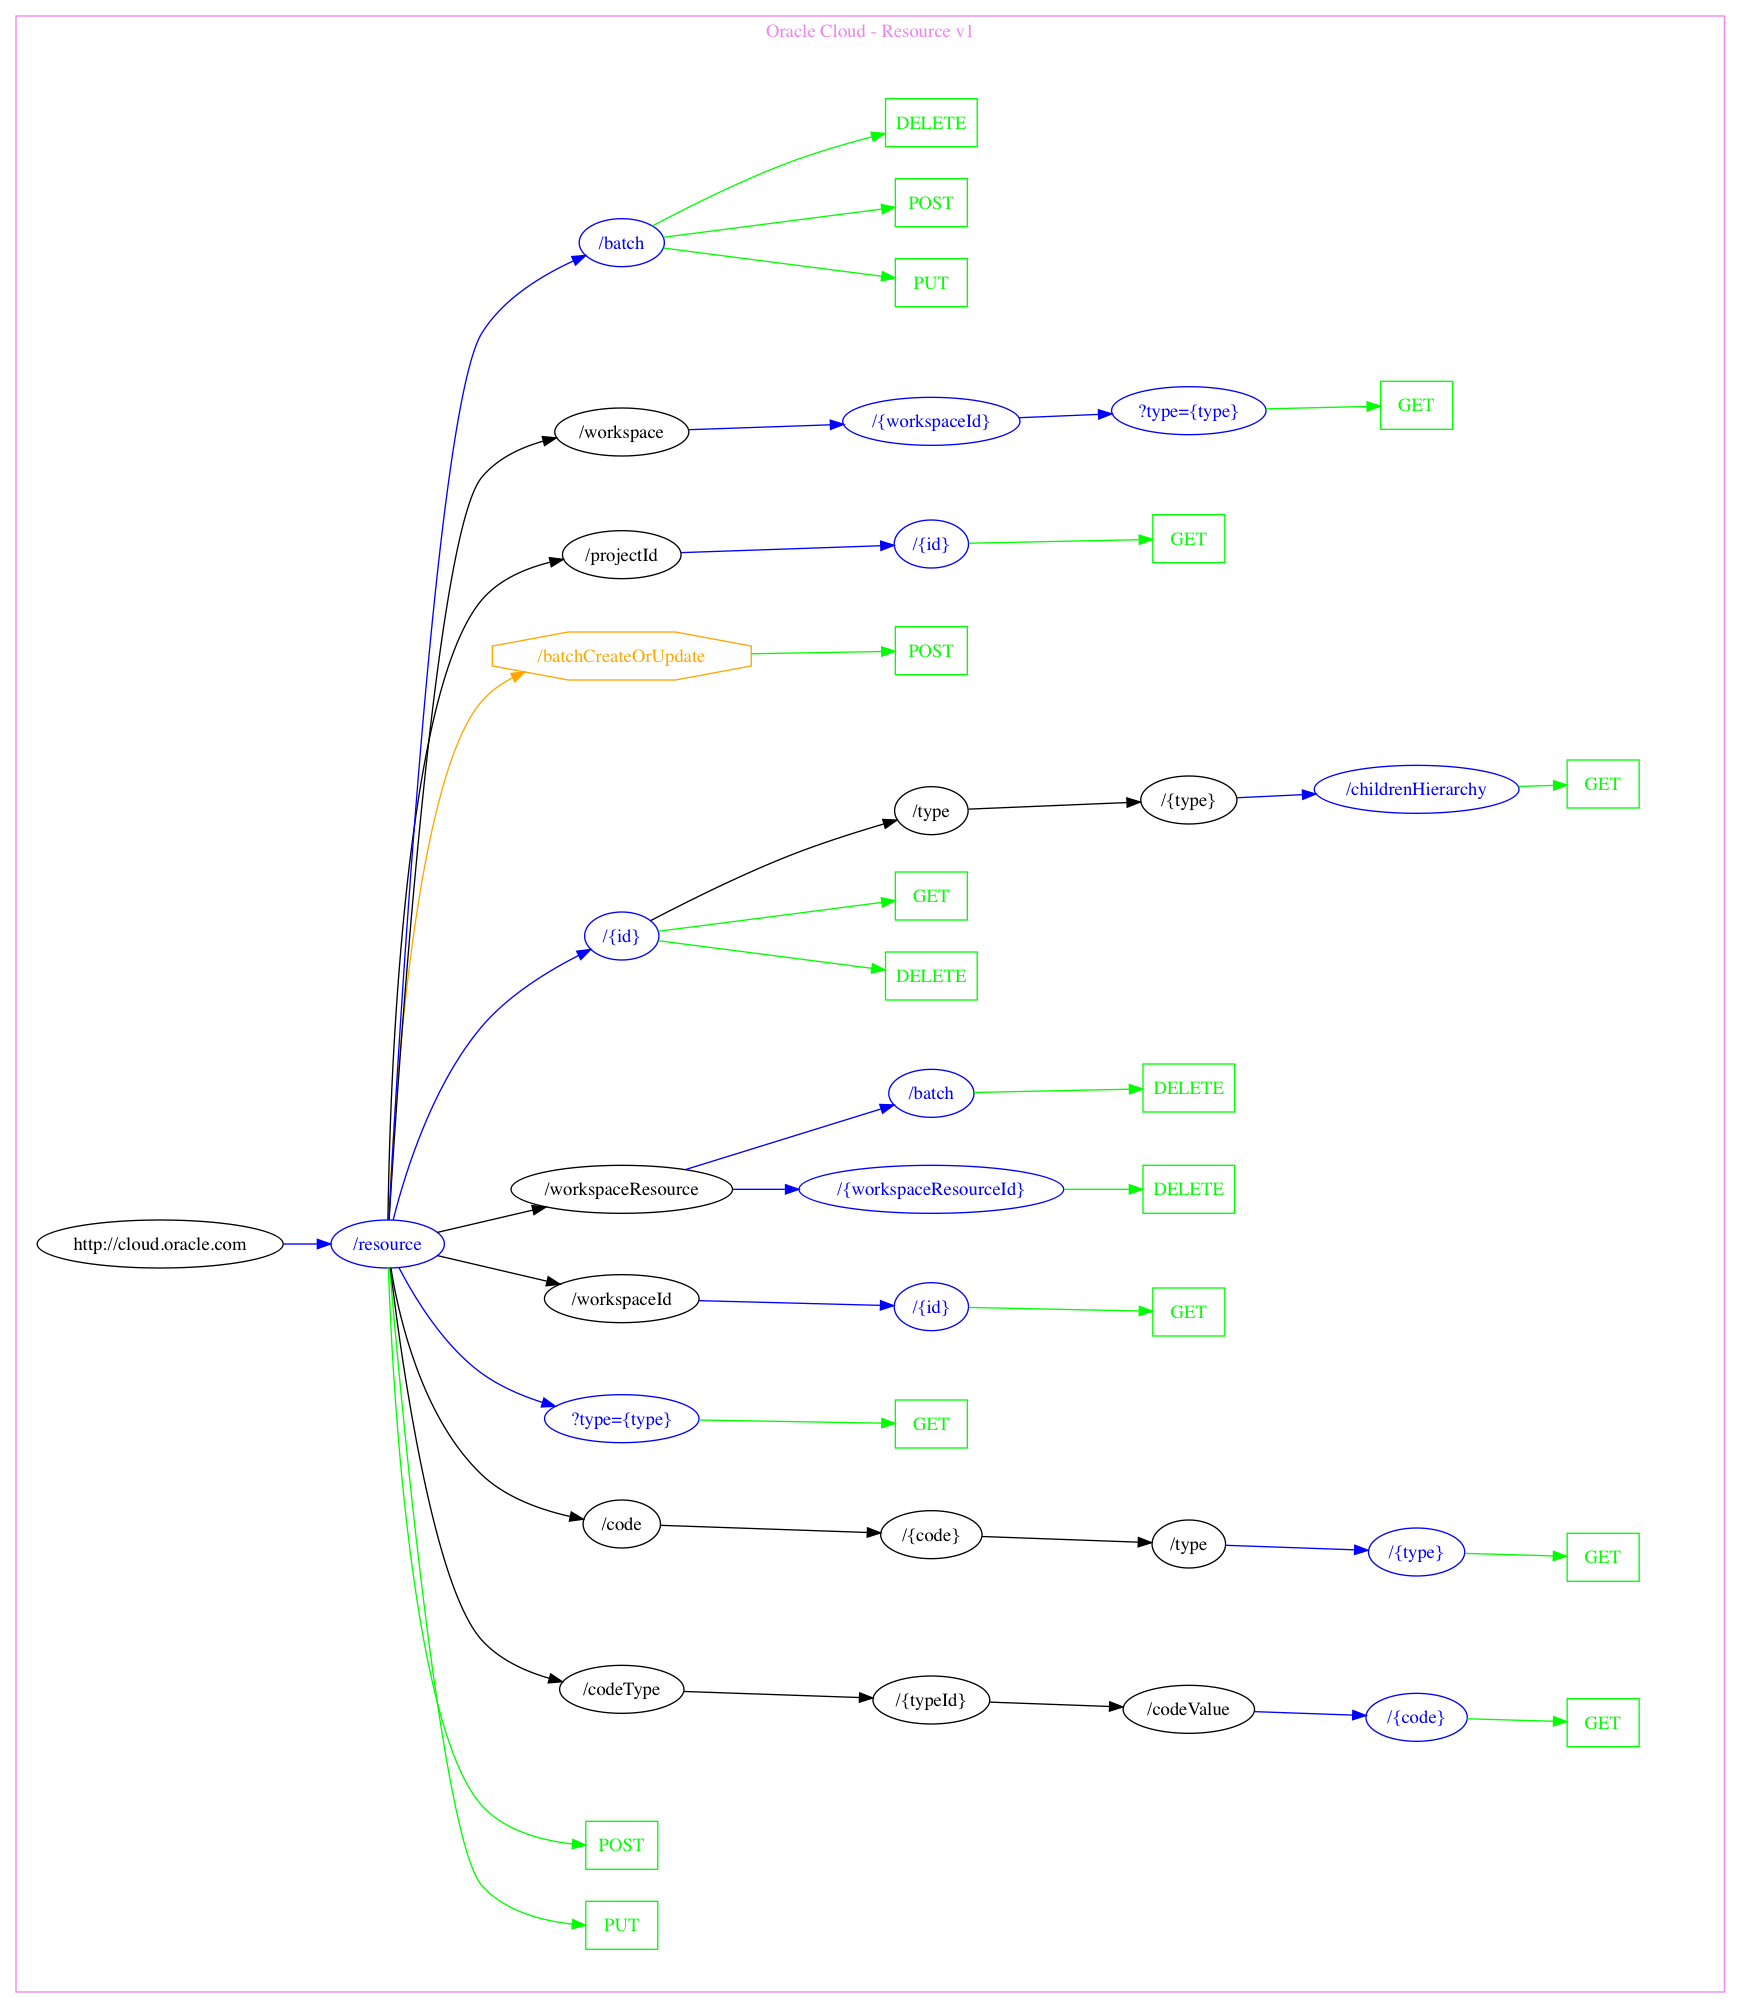 Oracle Cloud - Resource v1
DELETE
POST
/batch
PUT
/workspace
/{workspaceId}
?type={type}
GET
/projectId
/{id}
GET
/batchCreateOrUpdate
POST
/type
/{type}
/childrenHierarchy
GET
GET
/{id}
DELETE
/batch
DELETE
/workspaceResource
/{workspaceResourceId}
DELETE
http://cloud.oracle.com
/resource
/workspaceId
/{id}
GET
?type={type}
GET
/code
/{code}
/type
/{type}
GET
/codeType
/{typeId}
/codeValue
/{code}
GET
POST
PUT